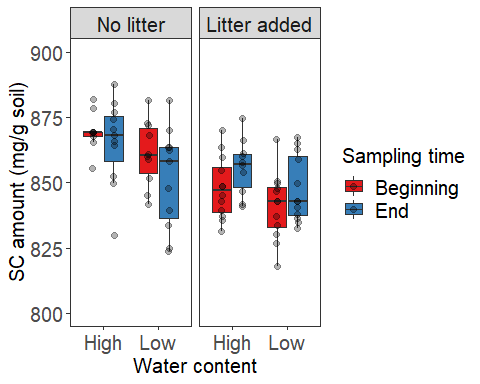 No litter
Litter added
900
875
850
825
800
SC amount (mg/g soil)
High
Low
High
Low
Water content
Sampling time
Beginning
End